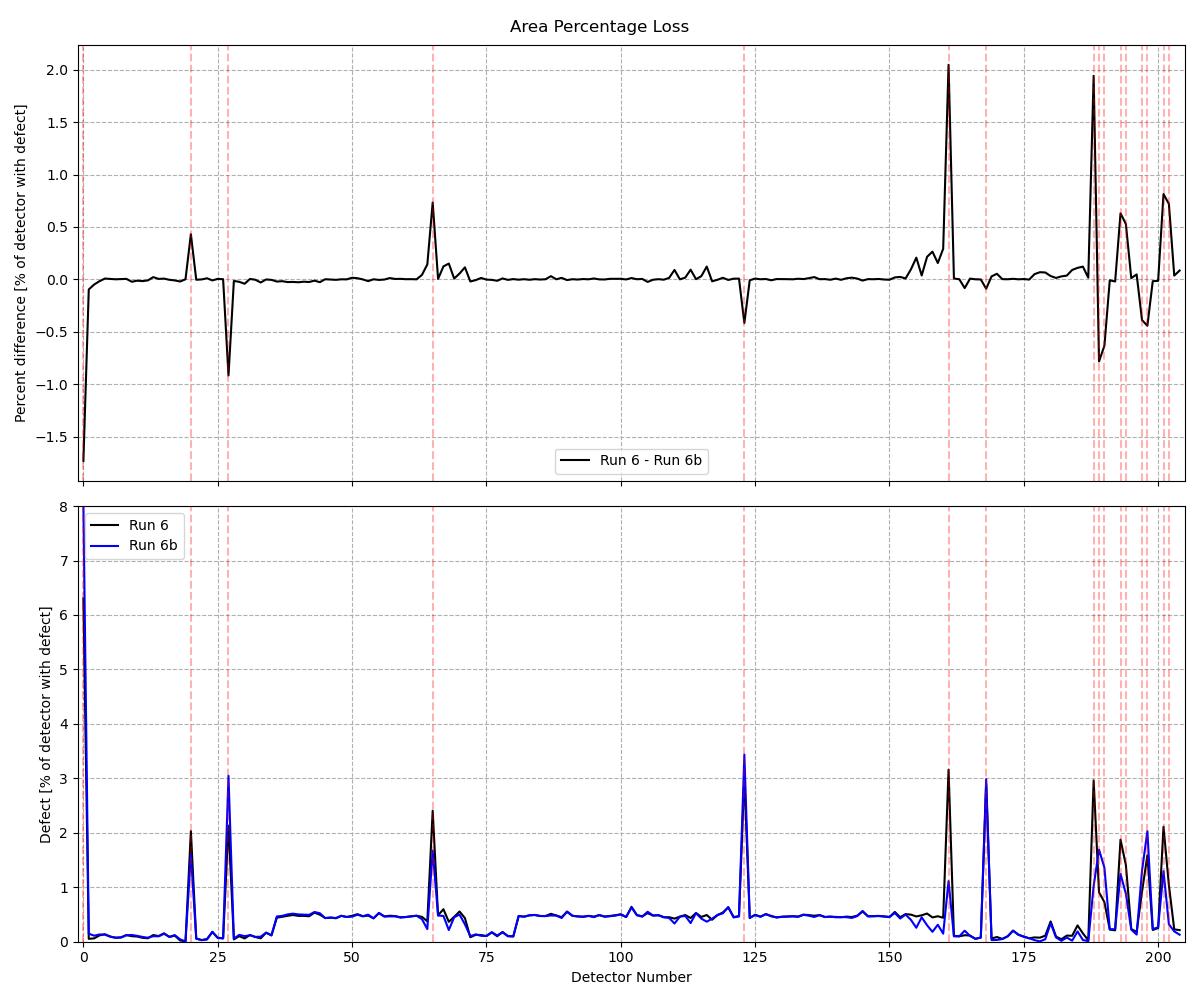 Area Percentage Loss
Percent difference [% of detector with defect]
2.0
1.5
1.0
0.5
0.0
−0.5
−1.0
−1.5
Run 6 - Run 6b
Defect [% of detector with defect]
8
7
6
5
4
3
2
1
0
Run 6
Run 6b
0 25 50 75 100 125 150 175 200
Detector Number